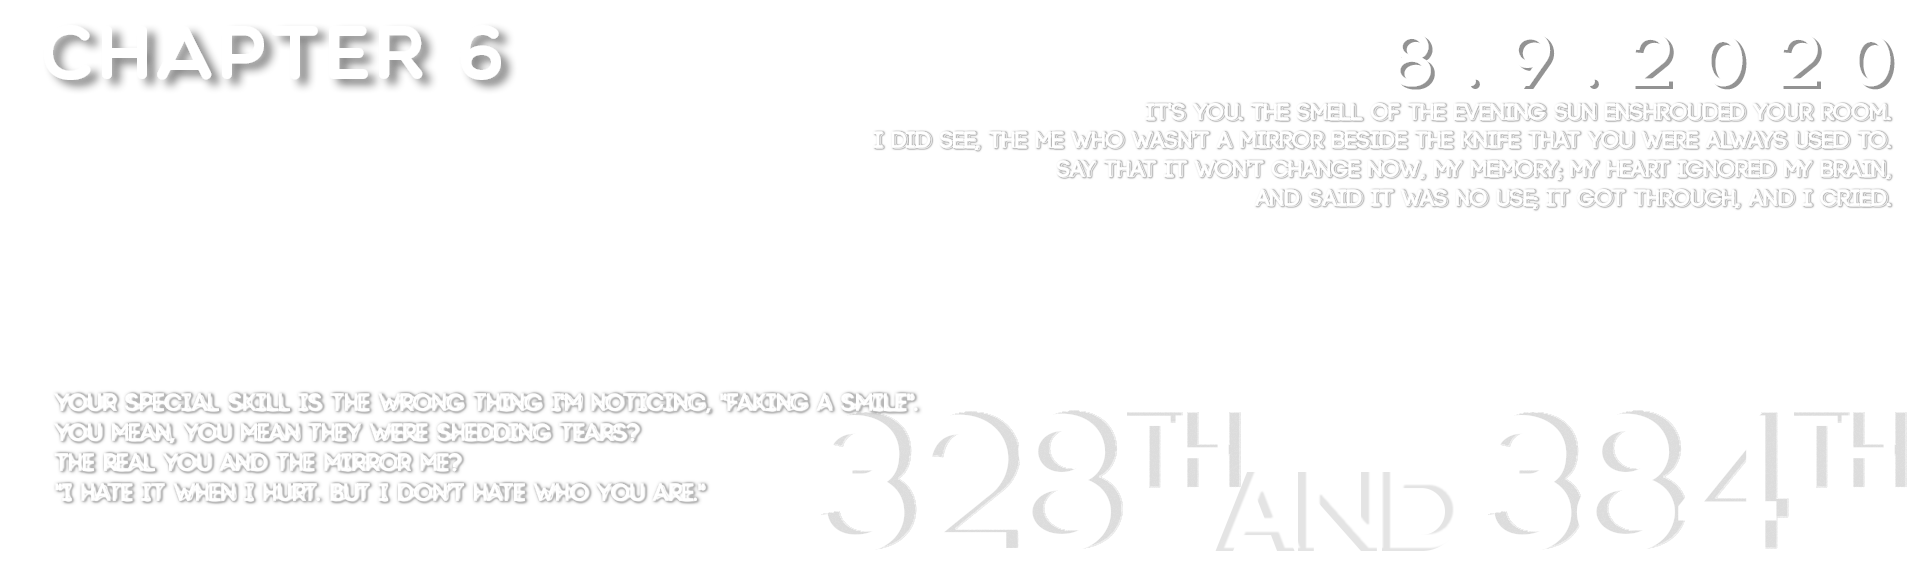 CHAPTER 6
8.9.2020
IT'S YOU. THE SMELL OF THE EVENING SUN ENSHROUDED YOUR ROOM.
I DID SEE, THE ME WHO WASN'T A MIRROR BESIDE THE KNIFE THAT YOU WERE ALWAYS USED TO.
SAY THAT IT WON'T CHANGE NOW, MY MEMORY; MY HEART IGNORED MY BRAIN,
AND SAID IT WAS NO USE; IT GOT THROUGH, AND I CRIED.
YOUR SPECIAL SKILL IS THE WRONG THING I'M NOTICING, "FAKING A SMILE".
YOU MEAN, YOU MEAN THEY WERE SHEDDING TEARS?
THE REAL YOU AND THE MIRROR ME?
"I HATE IT WHEN I HURT. BUT I DON'T HATE WHO YOU ARE."
328TH AND 384TH